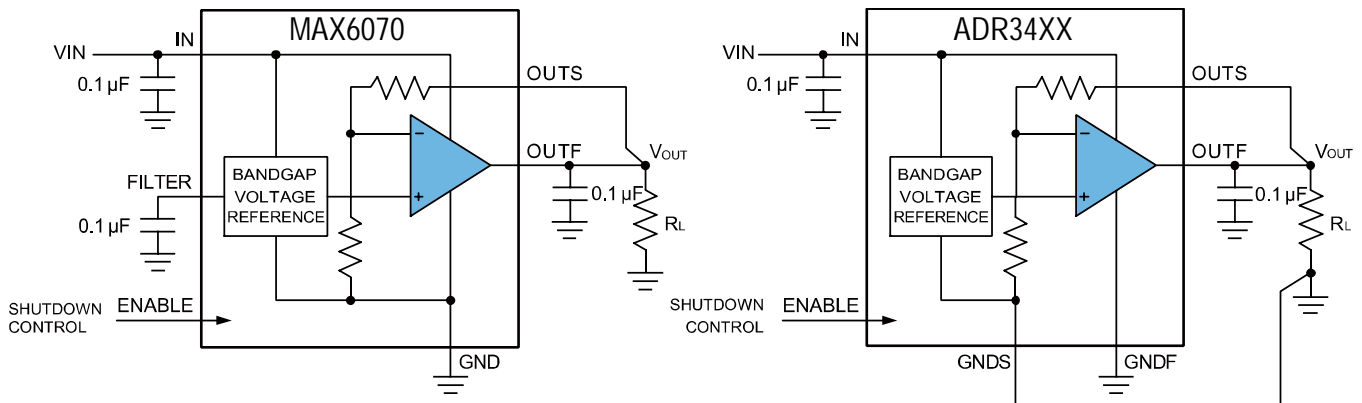 MAX6070
VIN
IN
0.1 µF
OUTS
OUTF
VOUT
FILTER
BANDGAP
VOLTAGE
REFERENCE
0.1 µF
0.1 µF
RL
SHUTDOWN
CONTROL
ENABLE
GND
ADR34XX
VIN
IN
0.1 µF
OUTS
OUTF
VOUT
BANDGAP
VOLTAGE
REFERENCE
0.1 µF
RL
SHUTDOWN
CONTROL
ENABLE
GNDS
GNDF